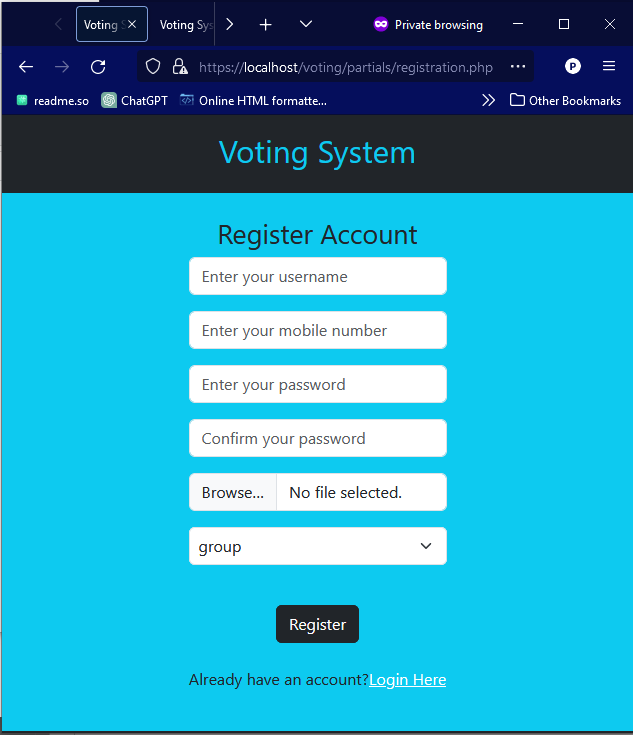 Voting S
Voting Sys
Private browsing
https://localhost/voting/partials/registration.php
P
readme.so
ChatGPT
Online HTML formatte...
Other Bookmarks
Voting System
Register Account
Enter your username
Enter your mobile number
Enter your password
Confirm your password
Browse... No file selected.
group
Register
Already have an account?Login Here